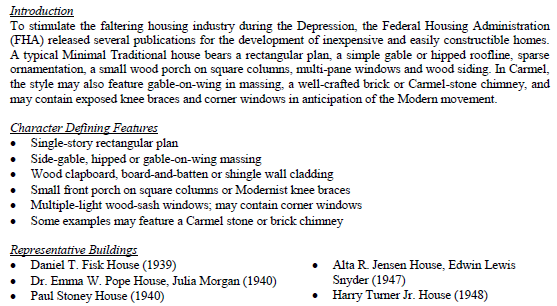 Introduction
To stimulate the faltering housing industry during the Depression, the Federal Housing Administration
(FHA) released several publications for the development of inexpensive and easily constructible homes.
A typical Minimal Traditional house bears a rectangular plan, a simple gable or hipped roofline, sparse
ornamentation, a small wood porch on square columns, multi-pane windows and wood siding. In Carmel,
the style may also feature gable-on-wing in massing, a well-crafted brick or Carmel-stone chimney, and
may contain exposed knee braces and corner windows in anticipation of the Modern movement.
Character Defining Features
• Single-story rectangular plan
• Side-gable, hipped or gable-on-wing massing
• Wood clapboard, board-and-batten or shingle wall cladding
• Small front porch on square columns or Modernist knee braces
• Multiple-light wood-sash windows; may contain corner windows
• Some examples may feature a Carmel stone or brick chimney
Representative Buildings
• Daniel T. Fisk House (1939)
• Dr. Emma W. Pope House, Julia Morgan (1940)
• Paul Stoney House (1940)
• Alta R. Jensen House, Edwin Lewis
Snyder (1947)
• Harry Turner Jr. House (1948)